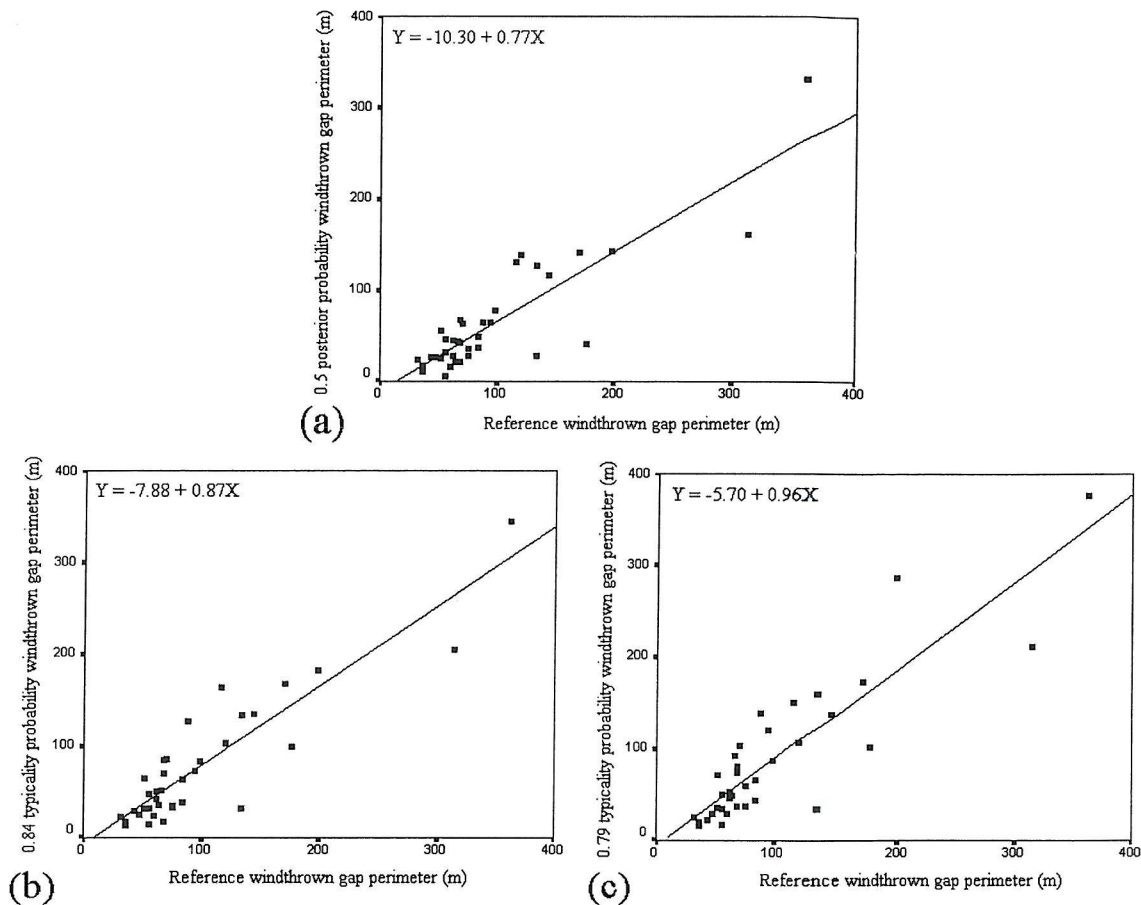 400
Y = -10.30 + 0.77X
300
200
100
0
0.5 posterior probability windthrown gap perimeter (m)
0 100 200 300 400
Reference windthrown gap perimeter (m)
(a)
400
Y = -7.88 + 0.87X
300
200
100
0
0.84 typicality probability windthrown gap perimeter (m)
0 100 200 300 400
Reference windthrown gap perimeter (m)
(b)
400
Y = -5.70 + 0.96X
300
200
100
0
0.79 typicality probability windthrown gap perimeter (m)
0 100 200 300 400
Reference windthrown gap perimeter (m)
(c)